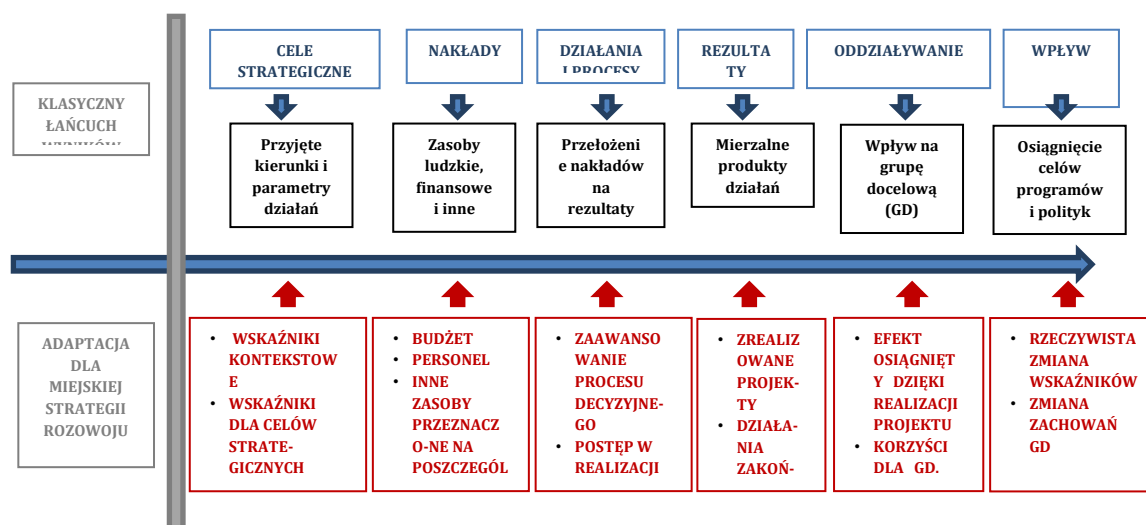 CELE
STRATEGICZNE
NAKŁADY
DZIAŁANIA
I PROCESY
REZULTA
TY
ODDZIAŁYWANIE
WPŁYW
KLASYCZNY
ŁAŃCUCH
WYNIKÓW
Przyjęte
kierunki i
parametry
działań
Zasoby
ludzkie,
finansowe
i inne
Przełożeni
e nakładów
na
rezultaty
Mierzalne
produkty
działań
Wpływ na
grupę
docelową
(GD)
Osiągnięcie
celów
programów
i polityk
ADAPTACJA
DLA
MIEJSKIEJ
STRATEGII
ROZOWOJU
• WSKAŹNIKI
KONTEKSTOW
E
• WSKAŹNIKI
DLA CELÓW
STRATE-
GICZNYCH
• BUDŻET
• PERSONEL
• INNE
ZASOBY
PRZEZNACZ
O-NE NA
POSZCZEGÓL
• ZAAWANSO
WANIE
PROCESU
DECYZYJNE-
GO
• POSTĘP W
REALIZACJI
• ZREALIZ
OWANE
PROJEK-
TY
• DZIAŁA-
NIA
ZAKOŃ-
• EFEKT
OSIĄGNIĘT
Y DZIĘKI
REALIZACJI
PROJEKTU
• KORZYŚCI
DLA GD.
• RZECZYWISTA
ZMIANA
WSKAŹNIKÓW
• ZMIANA
ZACHOWAŃ
GD